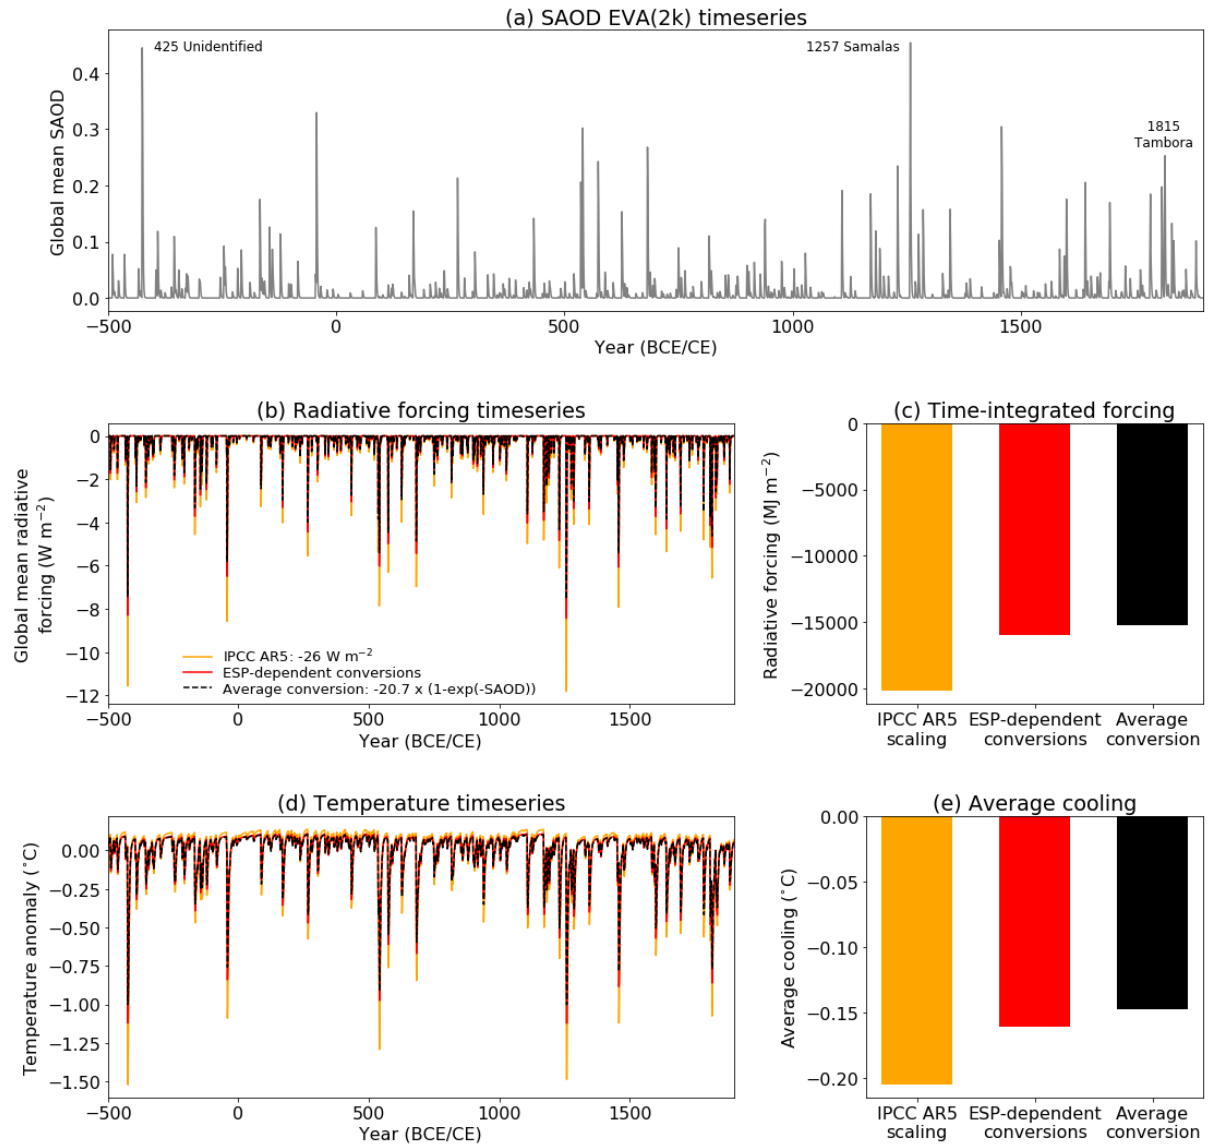 (a) SAOD EVA(2k) timeseries
425 Unidentified
1257 Samalas
1815
Tambora
Global mean SAOD
0.4
0.3
0.2
0.1
0.0
−500
0
500
1000
1500
Year (BCE/CE)
(b) Radiative forcing timeseries
Global mean radiative
forcing (W m⁻²)
0
−2
−4
−6
−8
−10
−12
IPCC AR5: -26 W m⁻²
ESP-dependent conversions
Average conversion: -20.7 x (1-exp(-SAOD))
−500
0
500
1000
1500
Year (BCE/CE)
(c) Time-integrated forcing
Radiative forcing (MJ m⁻²)
0
−5000
−10000
−15000
−20000
IPCC AR5
scaling
ESP-dependent
conversions
Average
conversion
(d) Temperature timeseries
Temperature anomaly (°C)
0.00
−0.25
−0.50
−0.75
−1.00
−1.25
−1.50
−500
0
500
1000
1500
Year (BCE/CE)
(e) Average cooling
Average cooling (°C)
0.00
−0.05
−0.10
−0.15
−0.20
IPCC AR5
scaling
ESP-dependent
conversions
Average
conversion